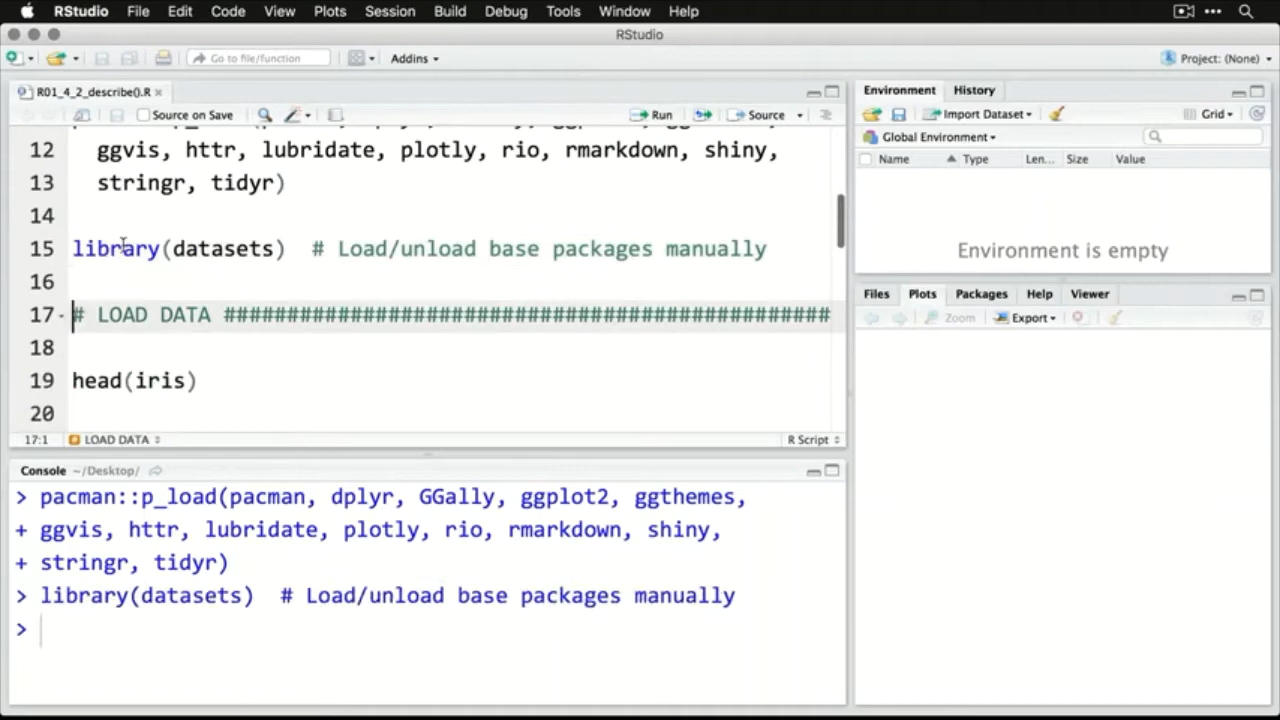 RStudio File Edit Code View Plots Session Build Debug Tools Window Help
RStudio
Go to file/function Addins Project: (None)
R01_4_2_describe().R
Source on Save Run Source
12 ggvis, httr, lubridate, plotly, rio, rmarkdown, shiny,
13 stringr, tidyr)
14
15 library(datasets)  # Load/unload base packages manually
16
17 # LOAD DATA ################################################
18
19 head(iris)
20
17:1 LOAD DATA R Script
Console ~/Desktop/
> pacman::p_load(pacman, dplyr, GGally, ggplot2, ggthemes,
+ ggvis, httr, lubridate, plotly, rio, rmarkdown, shiny,
+ stringr, tidyr)
> library(datasets)  # Load/unload base packages manually
>
Environment History
Import Dataset Grid
Global Environment
Name Type Len... Size Value
Environment is empty
Files Plots Packages Help Viewer
Zoom Export